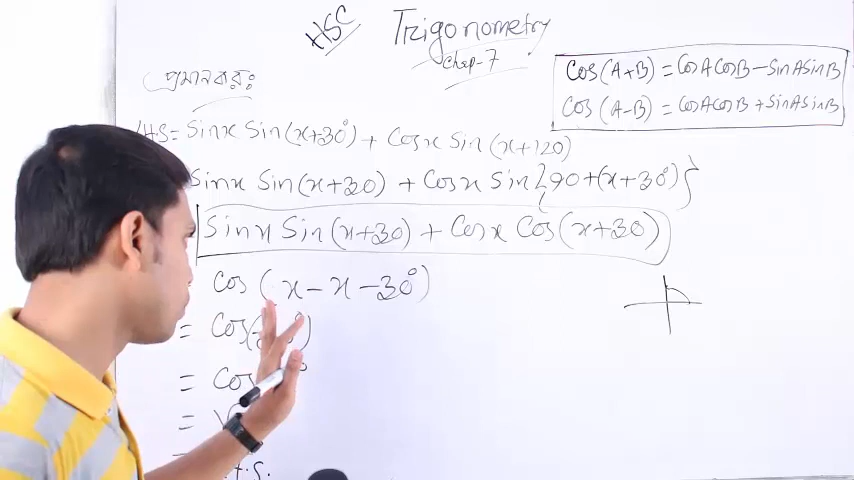 HSC
Trigonometry
Chap-7
প্রমান কর:
Cos(A+B) = CosACosB - SinASinB
Cos(A-B) = CosACosB + SinASinB
LHS = Sinx Sin(x+30°) + Cosx Sin(x+120)
Sinx Sin(x+30) + Cosx Sin{90+(x+30°)}
Sinx Sin(x+30) + Cosx Cos(x+30)
Cos(x-x-30°)
= Cos(
= Cos
= √